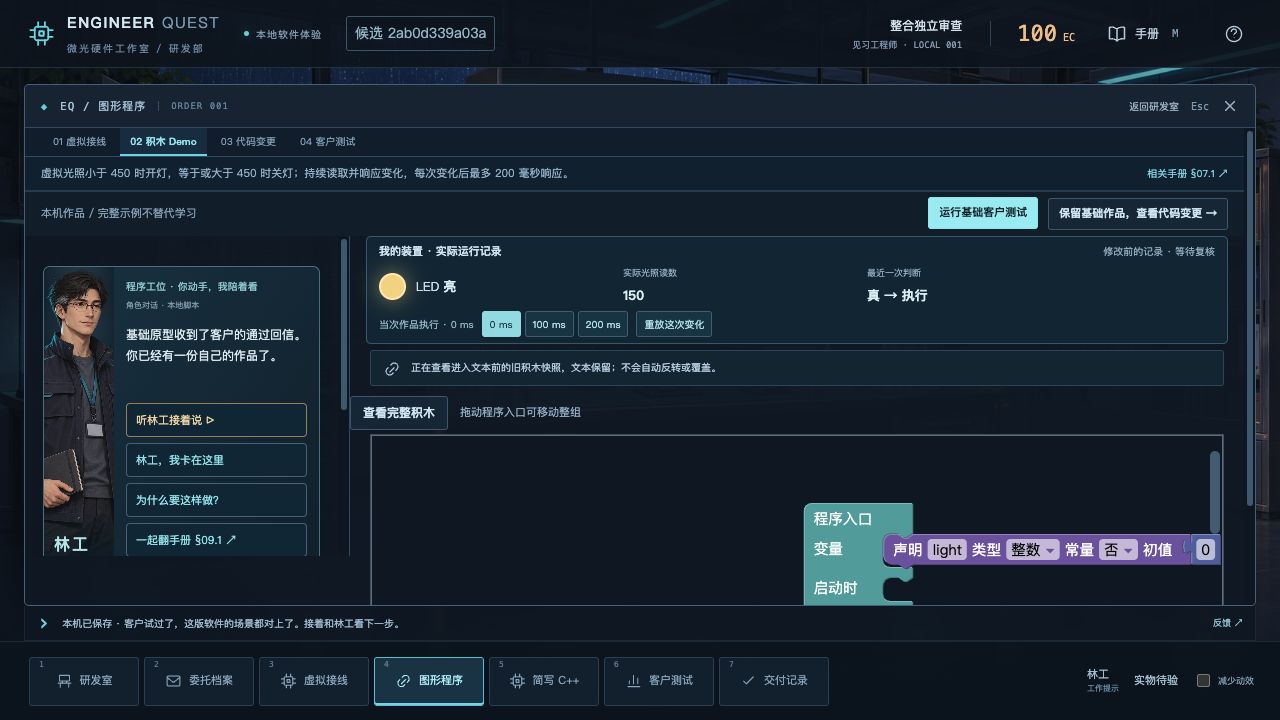 ENGINEER QUEST
微光硬件工作室 / 研发部
本地软件体验
候选 2ab0d339a03a
整合独立审查
见习工程师 · LOCAL 001
100 EC
手册 M
EQ / 图形程序 | ORDER 001
返回研发室 Esc
01 虚拟接线
02 积木 Demo
03 代码变更
04 客户测试
虚拟光照小于 450 时开灯，等于或大于 450 时关灯；持续读取并响应变化，每次变化后最多 200 毫秒响应。
相关手册 §07.1 ↗
本机作品 / 完整示例不替代学习
运行基础客户测试
保留基础作品，查看代码变更 →
程序工位 · 你动手，我陪着看
角色对话 · 本地脚本
基础原型收到了客户的通过回信。
你已经有一份自己的作品了。
听林工接着说 ▷
林工，我卡在这里
为什么要这样做?
一起翻手册 §09.1 ↗
林工
我的装置 · 实际运行记录
修改前的记录 · 等待复核
LED 亮
实际光照读数
150
最近一次判断
真 → 执行
当次作品执行 · 0 ms
0 ms
100 ms
200 ms
重放这次变化
正在查看进入文本前的旧积木快照，文本保留；不会自动反转或覆盖。
查看完整积木
拖动程序入口可移动整组
程序入口
变量
声明 light 类型 整数 常量 否 初值 0
启动时
本机已保存 · 客户试过了，这版软件的场景都对上了。接着和林工看下一步。
反馈 ↗
1 研发室
2 委托档案
3 虚拟接线
4 图形程序
5 简写 C++
6 客户测试
7 交付记录
林工
工作提示
实物待验
减少动效